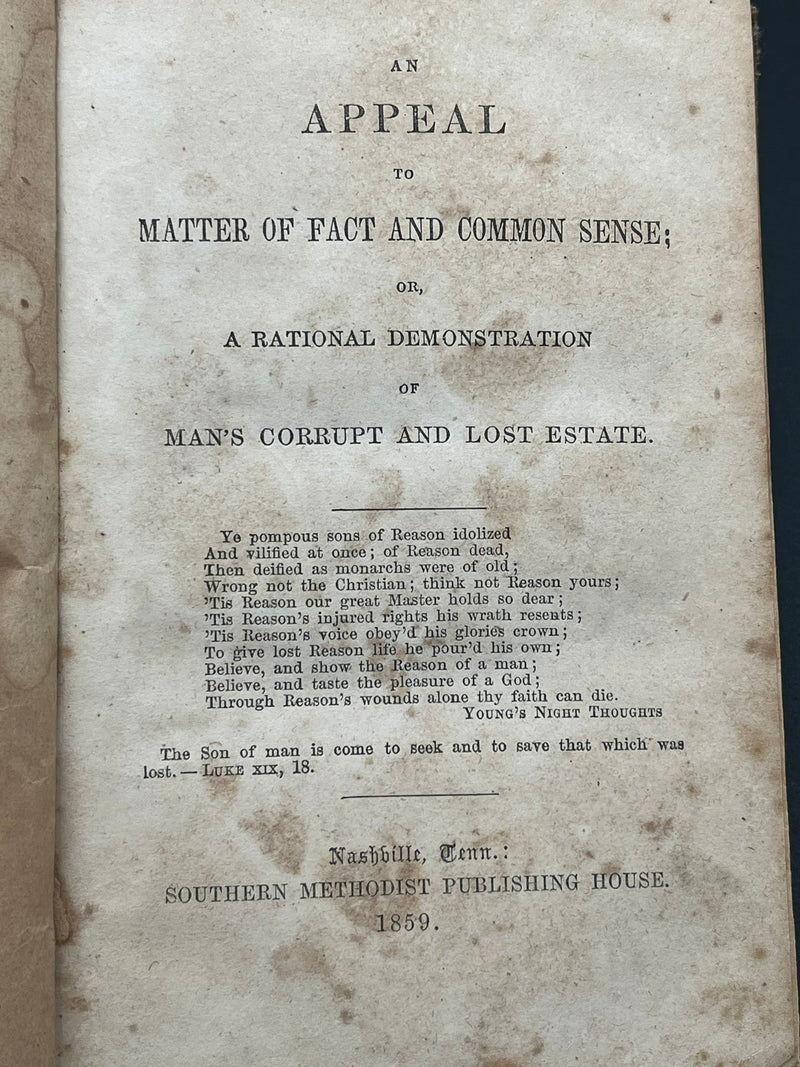 AN
APPEAL
TO
MATTER OF FACT AND COMMON SENSE;
OR,
A RATIONAL DEMONSTRATION
OF
MAN'S CORRUPT AND LOST ESTATE.
Ye pompous sons of Reason idolized
And vilified at once; of Reason dead,
Then deified as monarchs were of old;
Wrong not the Christian; think not Reason yours;
'Tis Reason our great Master holds so dear;
'Tis Reason's injured rights his wrath resents;
'Tis Reason's voice obey'd his glories crown;
To give lost Reason life he pour'd his own;
Believe, and show the Reason of a man;
Believe, and taste the pleasure of a God;
Through Reason's wounds alone thy faith can die.
YOUNG'S NIGHT THOUGHTS
The Son of man is come to seek and to save that which was
lost. — LUKE XIX, 18.
Nashville, Tenn.:
SOUTHERN METHODIST PUBLISHING HOUSE.
1859.